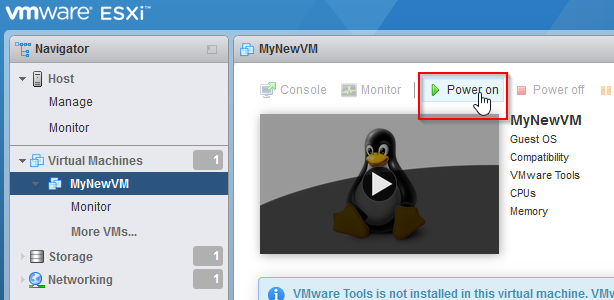 vmware ESXi™
Navigator
MyNewVM
Host
Manage
Monitor
Virtual Machines 1
MyNewVM
Monitor
More VMs...
Storage 1
Networking 1
Console Monitor Power on Power off
MyNewVM
Guest OS
Compatibility
VMware Tools
CPUs
Memory
VMware Tools is not installed in this virtual machine. VMw